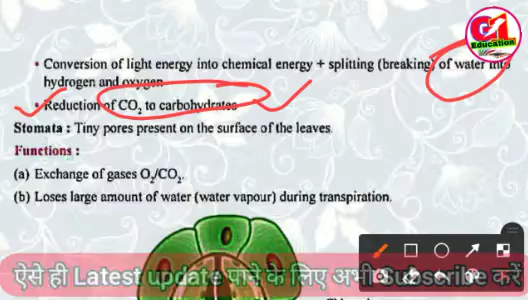 G1
Education
• Conversion of light energy into chemical energy + splitting (breaking) of water into
hydrogen and oxygen
• Reduction of CO₂ to carbohydrates
Stomata : Tiny pores present on the surface of the leaves.
Functions :
(a) Exchange of gases O₂/CO₂.
(b) Loses large amount of water (water vapour) during transpiration.
ऐसे ही Latest update पाने के लिए अभी Subscribe करें